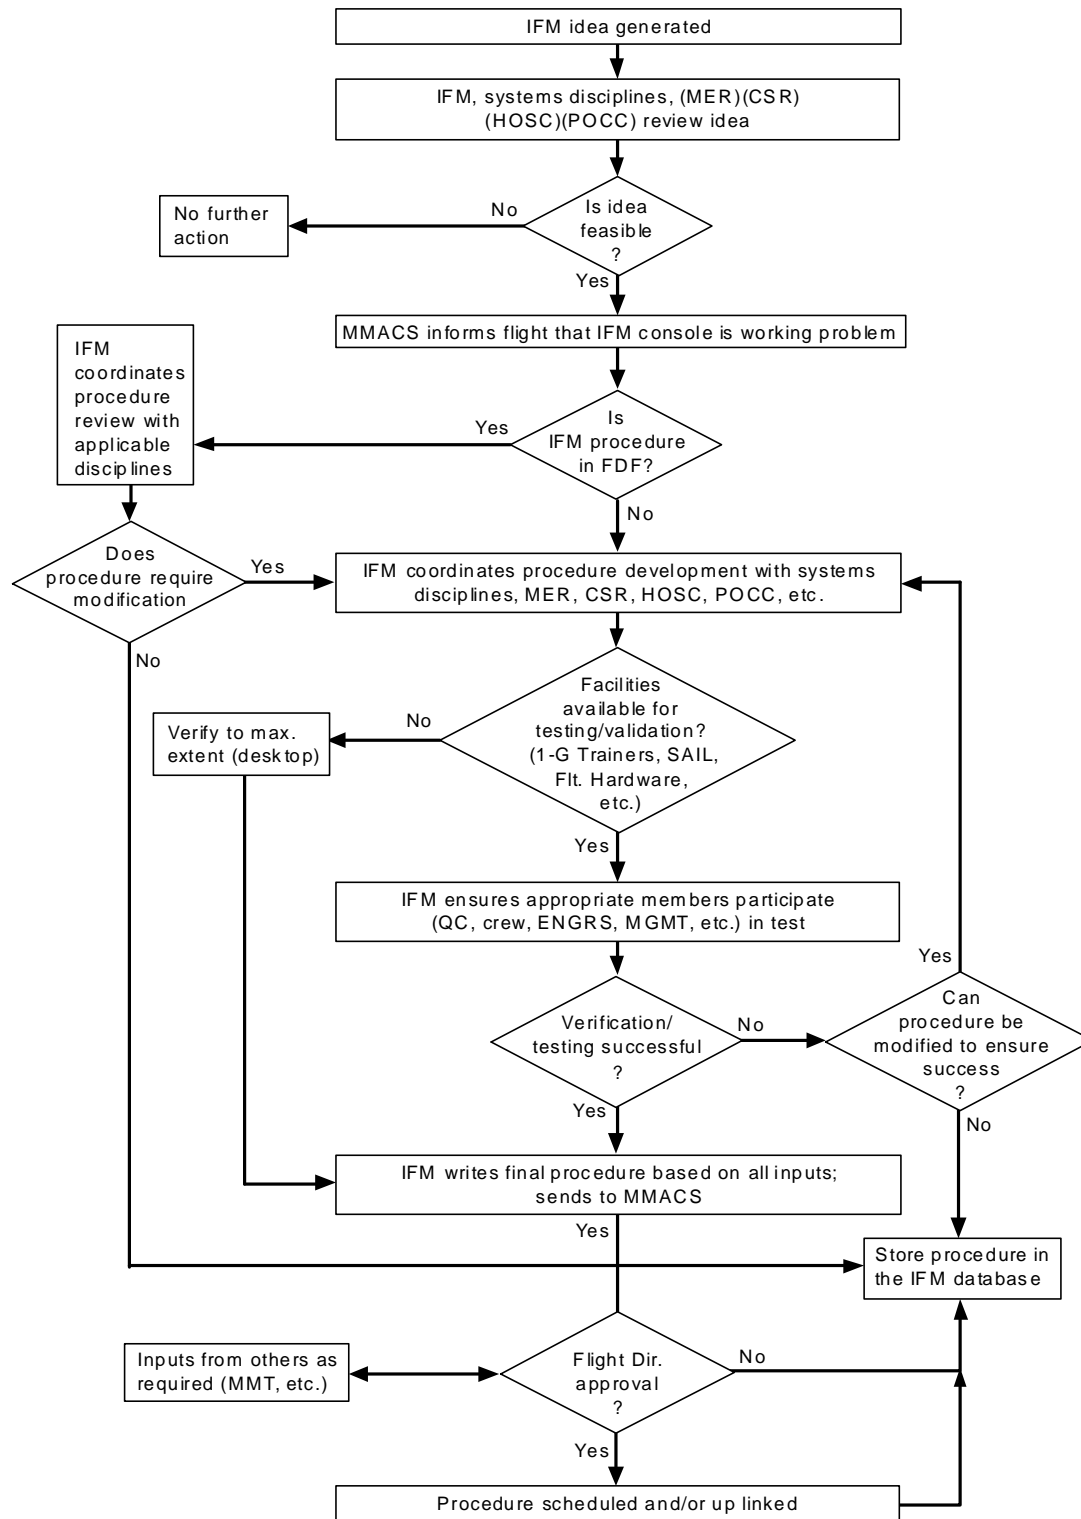 IFM idea generated
IFM, systems disciplines, (MER)(CSR)
(HOSC)(POCC) review idea
Is idea
feasible
?
No
No further
action
Yes
MMACS informs flight that IFM console is working problem
IFM
coordinates
procedure
review with
applicable
disciplines
Yes
Is
IFM procedure
in FDF?
No
Does
procedure require
modification
Yes
No
IFM coordinates procedure development with systems
disciplines, MER, CSR, HOSC, POCC, etc.
Facilities
available for
testing/validation?
(1-G Trainers, SAIL,
Flt. Hardware,
etc.)
No
Verify to max.
extent (desktop)
Yes
IFM ensures appropriate members participate
(QC, crew, ENGRS, MGMT, etc.) in test
Verification/
testing successful
?
No
Yes
Can
procedure be
modified to ensure
success
?
No
Yes
IFM writes final procedure based on all inputs;
sends to MMACS
Yes
Store procedure in
the IFM database
Inputs from others as
required (MMT, etc.)
Flight Dir.
approval
?
No
Yes
Procedure scheduled and/or up linked